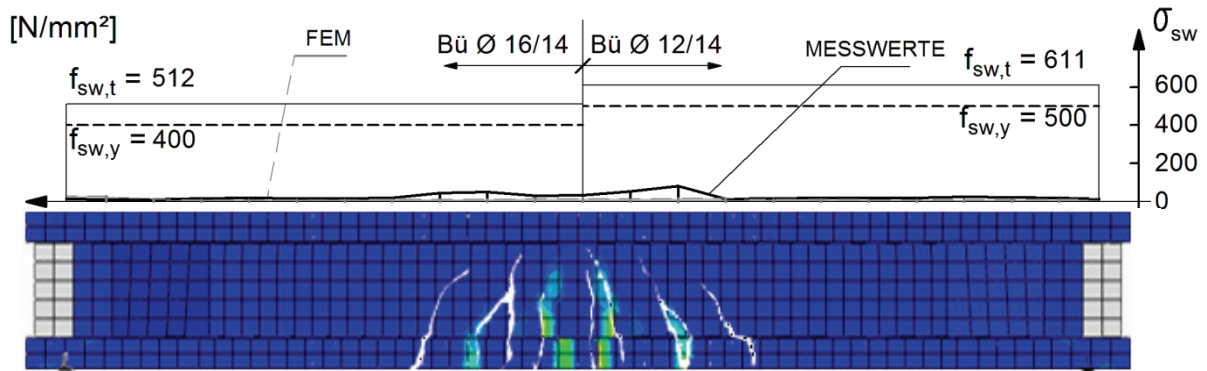 [N/mm²]
FEM
Bü Ø 16/14
Bü Ø 12/14
MESSWERTE
σsw
fsw,t = 512
fsw,t = 611
600
fsw,y = 400
fsw,y = 500
400
200
0